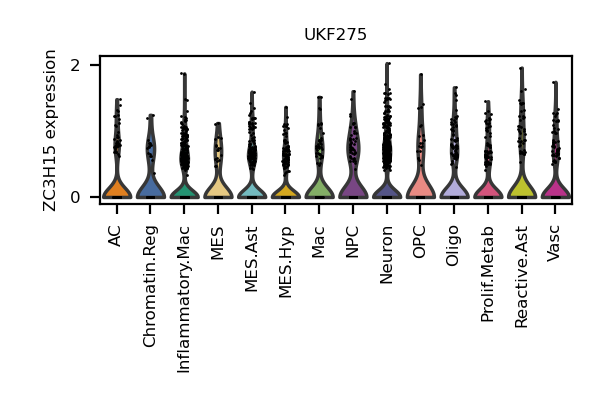 UKF275
ZC3H15 expression
2
0
AC
Chromatin.Reg
Inflammatory.Mac
MES
MES.Ast
MES.Hyp
Mac
NPC
Neuron
OPC
Oligo
Prolif.Metab
Reactive.Ast
Vasc